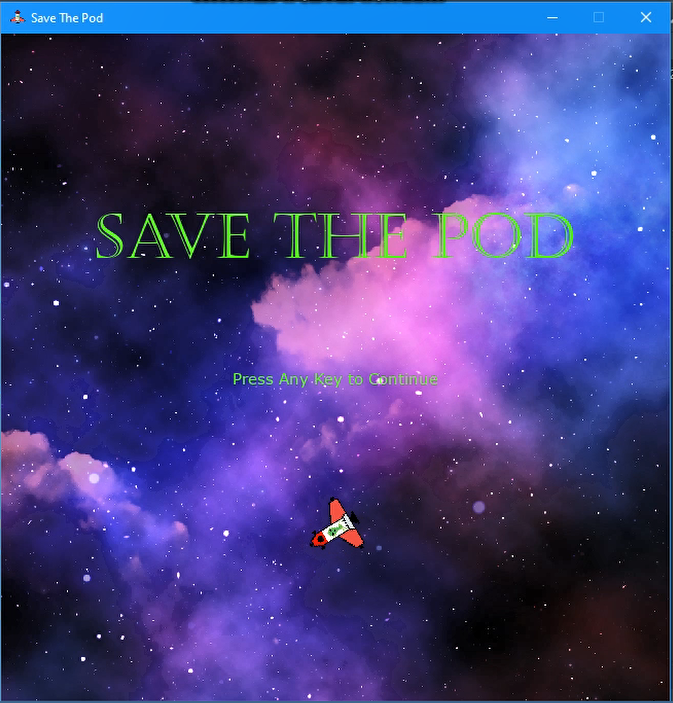 Save The Pod
SAVE THE POD
Press Any Key to Continue